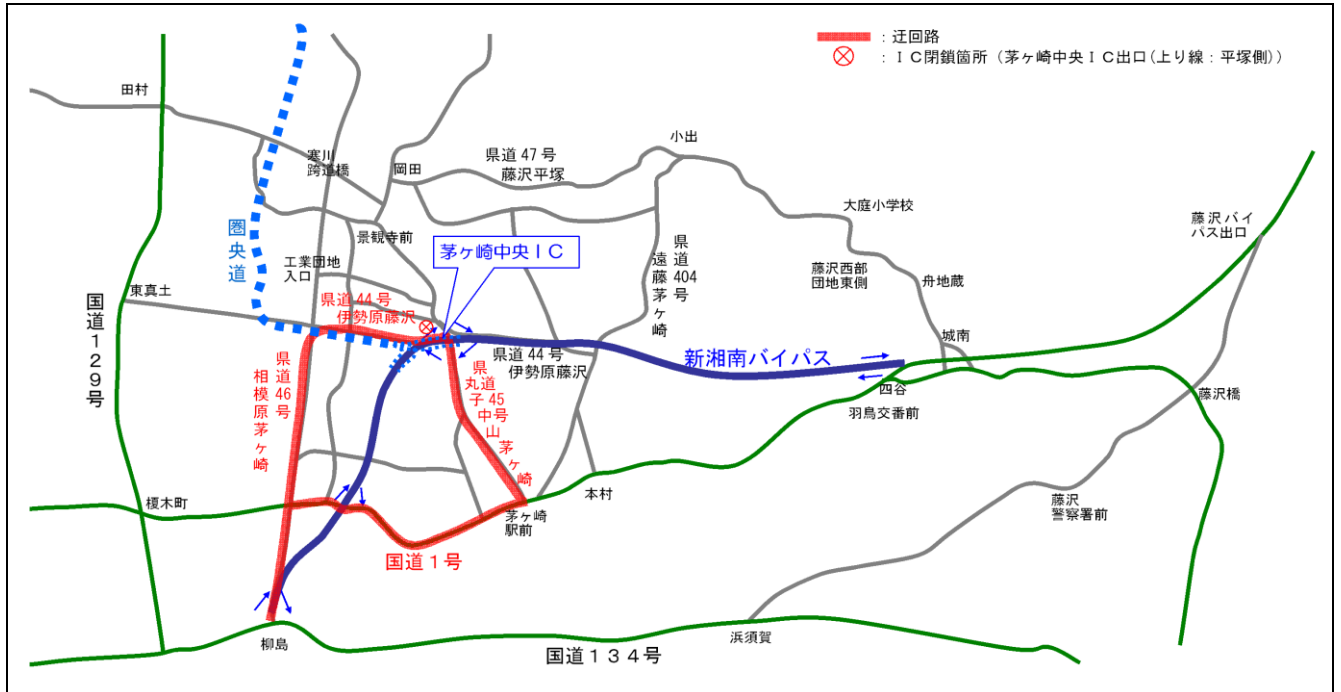 ：迂回路
：ＩＣ閉鎖箇所（茅ヶ崎中央ＩＣ出口(上り線：平塚側)）
田村
小出
寒川
跨道橋
岡田
県道47号
藤沢平塚
大庭小学校
藤沢バイ
パス出口
圏央道
景観寺前
茅ヶ崎中央ＩＣ
県道404号
遠藤茅ヶ崎
工業団地
入口
藤沢西部
団地東側
舟地蔵
東真土
県道44号
伊勢原藤沢
国道129号
城南
県道44号
伊勢原藤沢
新湘南バイパス
県道46号
相模原茅ヶ崎
県道45号
丸子中山茅ヶ崎
四谷
羽鳥交番前
藤沢橋
榎木町
本村
茅ヶ崎
駅前
藤沢
警察署前
国道１号
柳島
浜須賀
国道１３４号